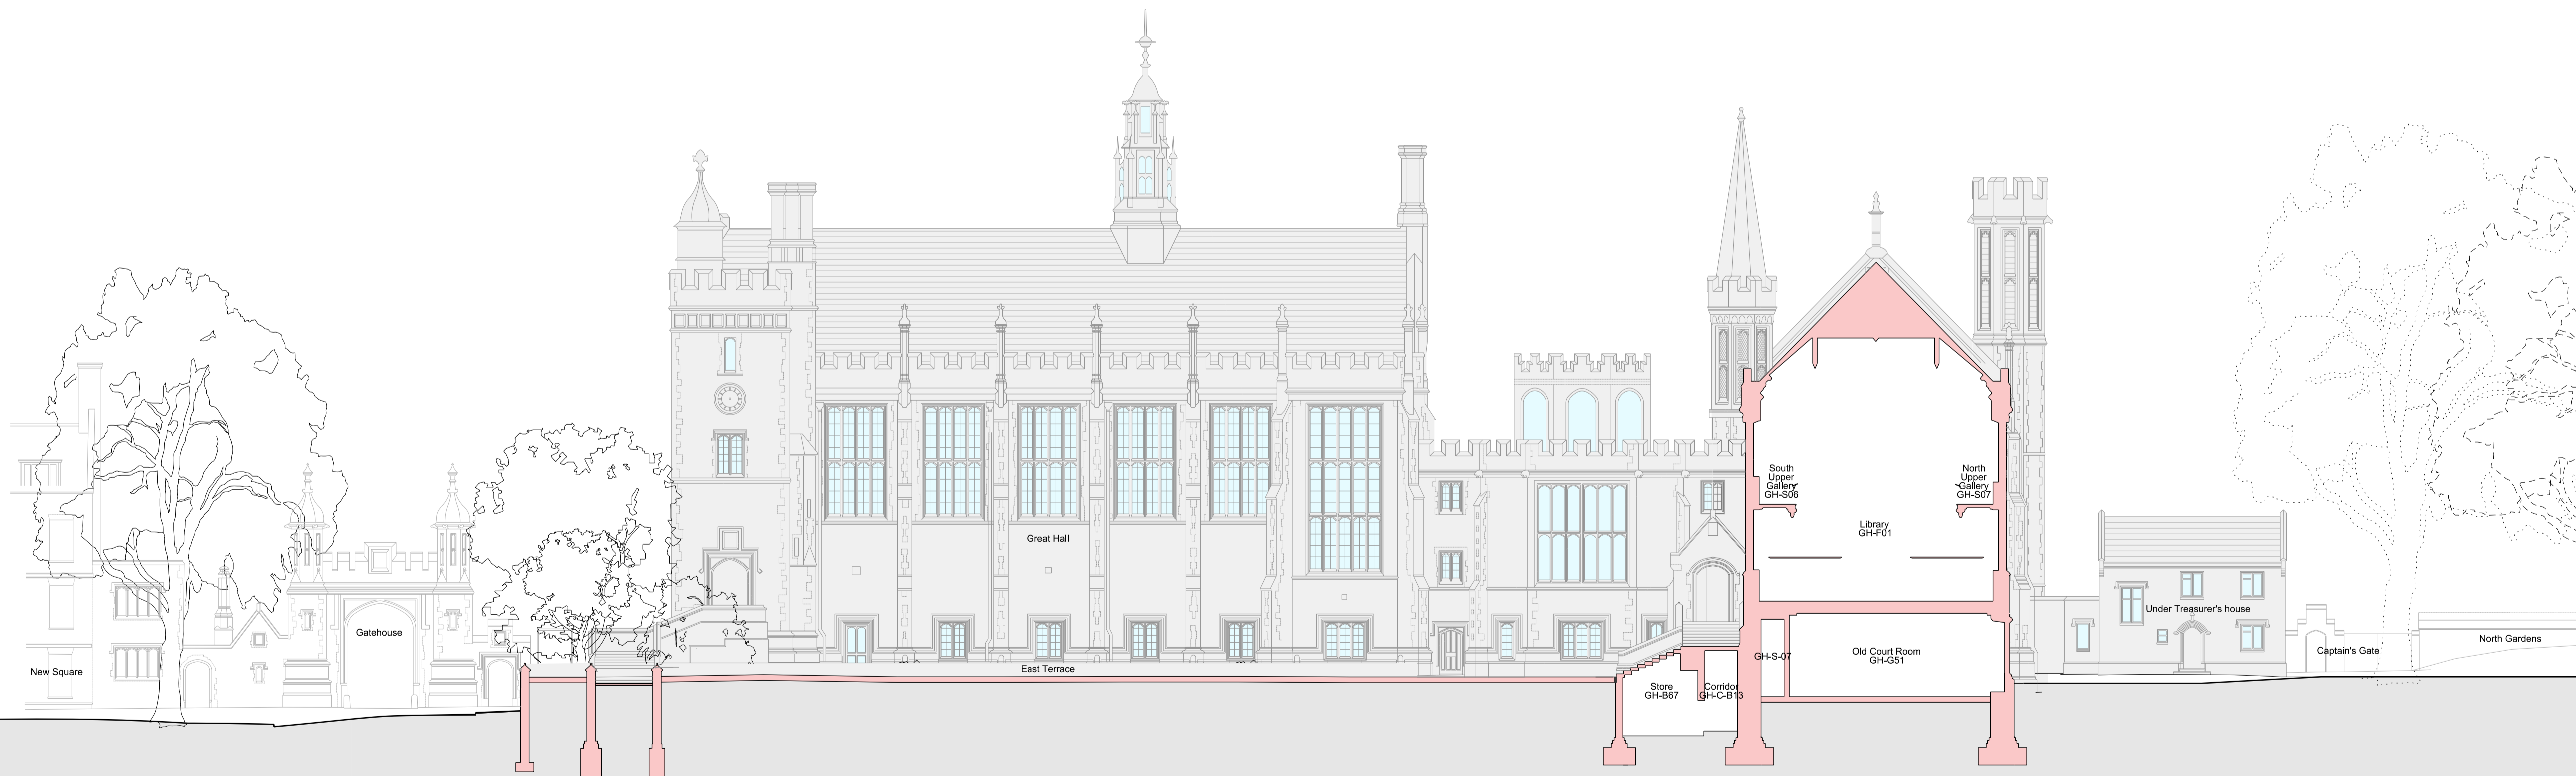 New Square
Gatehouse
Great Hall
East Terrace
South
Upper
Gallery
GH-S06
North
Upper
Gallery
GH-S07
Library
GH-F01
GH-S-07
Old Court Room
GH-G51
Store
GH-B67
Corridor
GH-C-B13
Under Treasurer's house
Captain's Gate
North Gardens